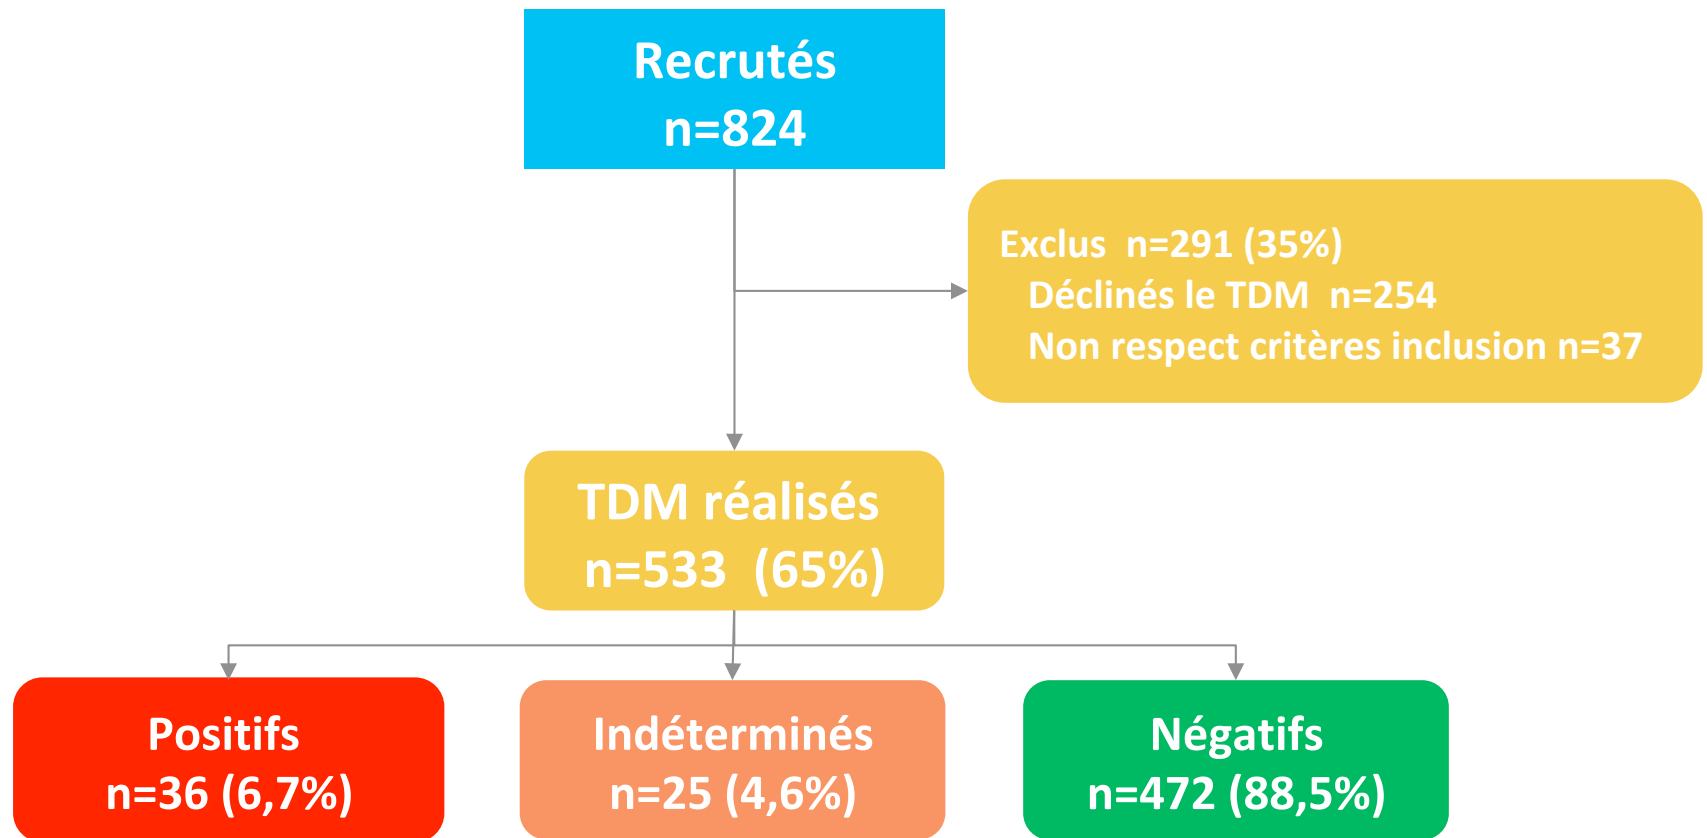 Recrutés
n=824
Exclus n=291 (35%)
Déclinés le TDM n=254
Non respect critères inclusion n=37
TDM réalisés
n=533 (65%)
Positifs
n=36 (6,7%)
Indéterminés
n=25 (4,6%)
Négatifs
n=472 (88,5%)